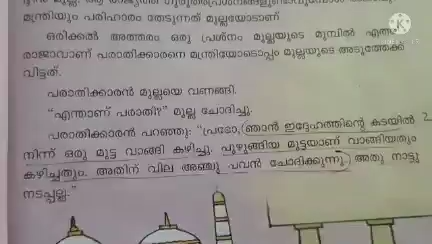 മന്ത്രിയും പരിഹാരം തേടുന്നത് മുല്ലയോടാണ്
ഒരിക്കൽ അത്തരം ഒരു പ്രശ്നം മുല്ലയുടെ മുമ്പിൽ
രാജാവാണ് പരാതിക്കാരനെ മന്ത്രിയോടൊപ്പം മുല്ലയുടെ അടുത്തേക്ക്
വിട്ടത്.
പരാതിക്കാരൻ മുല്ലയെ വണങ്ങി.
"എന്താണ് പരാതി?" മുല്ല ചോദിച്ചു.
പരാതിക്കാരൻ പറഞ്ഞു: "പ്രഭോ, (ഞാൻ ഇദ്ദേഹത്തിന്റെ കടയിൽ 2
നിന്ന് ഒരു മുട്ട വാങ്ങി കഴിച്ചു. പുഴുങ്ങിയ മുട്ടയാണ് വാങ്ങിയതും
കഴിച്ചതും. അതിന് വില അഞ്ചു പവൻ ചോദിക്കുന്നു.) അതു നാട്ടു
നടപ്പല്ല."